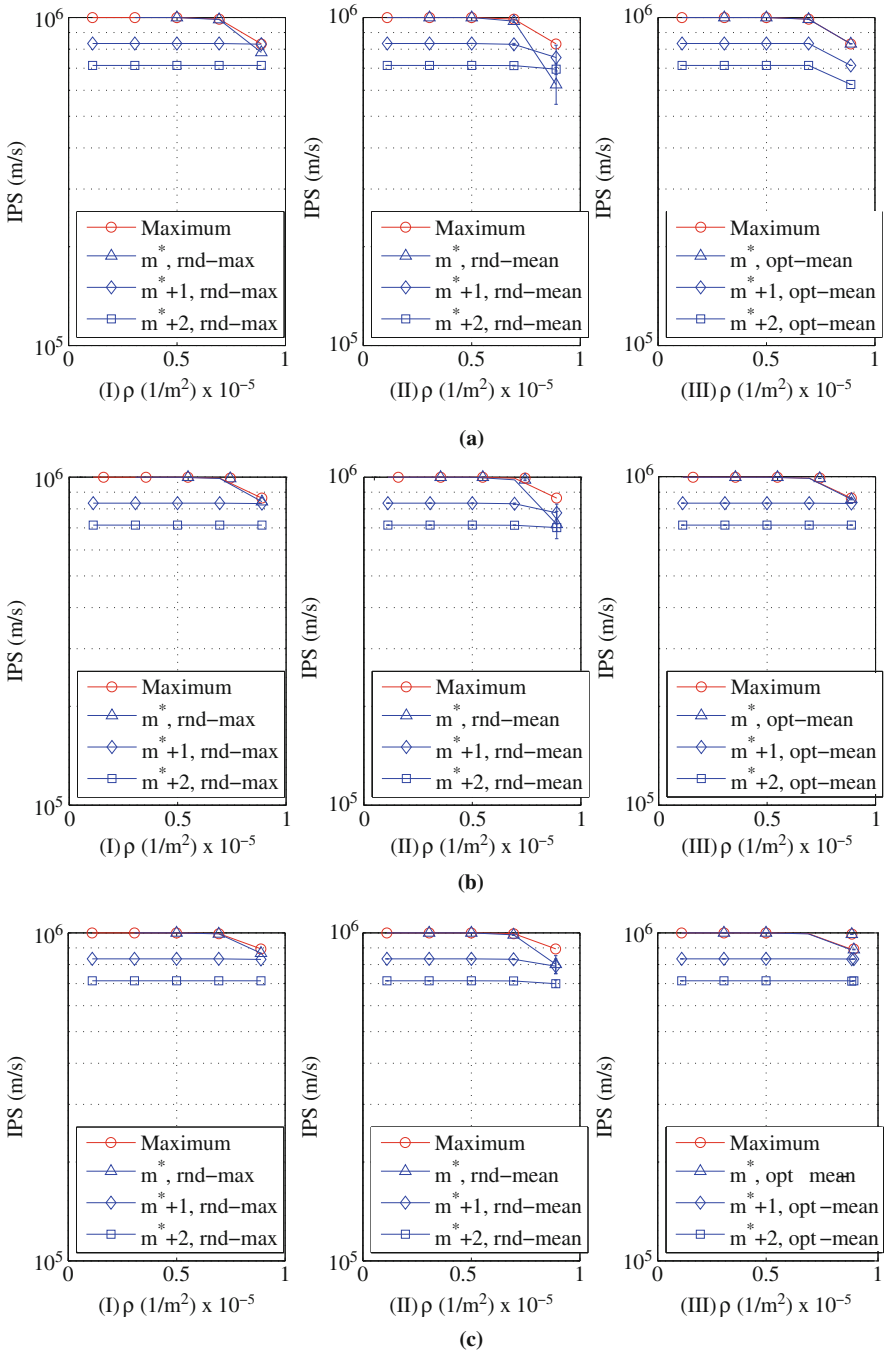 10^6
IPS (m/s)
Maximum
m*, rnd−max
m*+1, rnd−max
m*+2, rnd−max
10^5
0 0.5 1
(I) ρ (1/m^2) x 10^−5
10^6
IPS (m/s)
Maximum
m*, rnd−mean
m*+1, rnd−mean
m*+2, rnd−mean
10^5
0 0.5 1
(II) ρ (1/m^2) x 10^−5
10^6
IPS (m/s)
Maximum
m*, opt−mean
m*+1, opt−mean
m*+2, opt−mean
10^5
0 0.5 1
(III) ρ (1/m^2) x 10^−5
(a)
10^6
IPS (m/s)
Maximum
m*, rnd−max
m*+1, rnd−max
m*+2, rnd−max
10^5
0 0.5 1
(I) ρ (1/m^2) x 10^−5
10^6
IPS (m/s)
Maximum
m*, rnd−mean
m*+1, rnd−mean
m*+2, rnd−mean
10^5
0 0.5 1
(II) ρ (1/m^2) x 10^−5
10^6
IPS (m/s)
Maximum
m*, opt−mean
m*+1, opt−mean
m*+2, opt−mean
10^5
0 0.5 1
(III) ρ (1/m^2) x 10^−5
(b)
10^6
IPS (m/s)
Maximum
m*, rnd−max
m*+1, rnd−max
m*+2, rnd−max
10^5
0 0.5 1
(I) ρ (1/m^2) x 10^−5
10^6
IPS (m/s)
Maximum
m*, rnd−mean
m*+1, rnd−mean
m*+2, rnd−mean
10^5
0 0.5 1
(II) ρ (1/m^2) x 10^−5
10^6
IPS (m/s)
Maximum
m*, opt mean
m*+1, opt−mean
m*+2, opt−mean
10^5
0 0.5 1
(III) ρ (1/m^2) x 10^−5
(c)